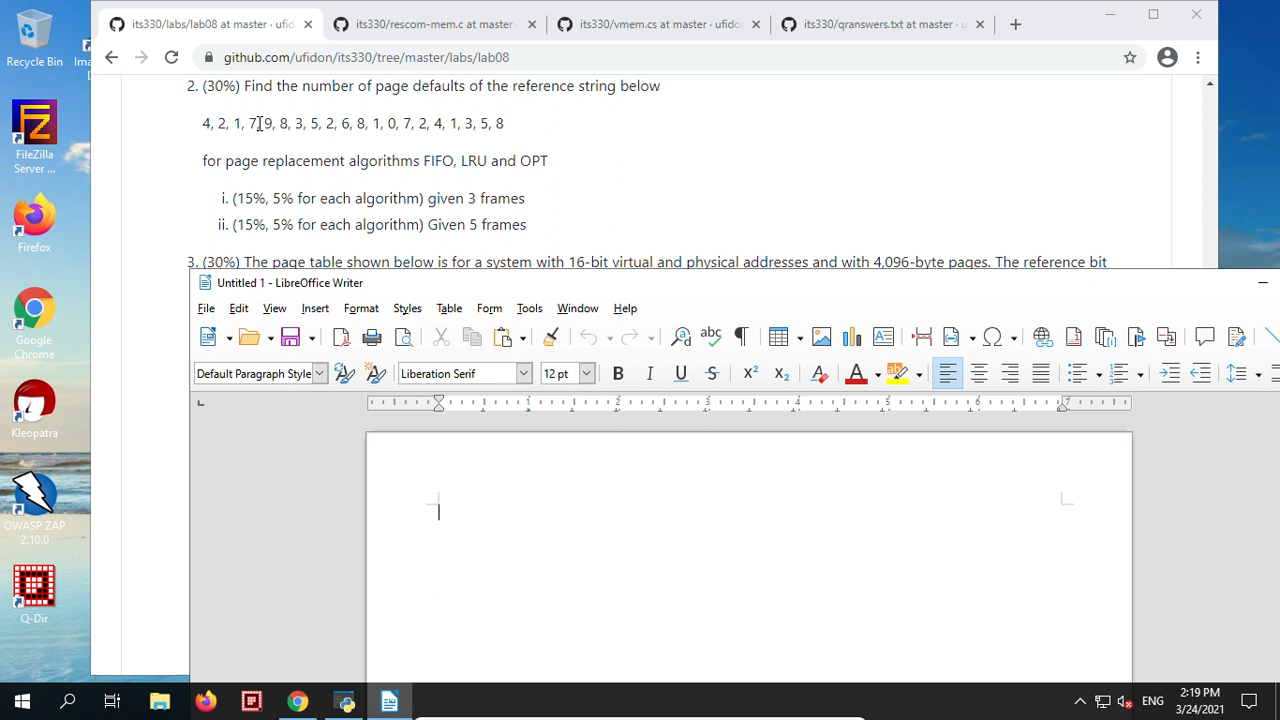 Recycle Bin
FileZilla
Server ...
Firefox
Google
Chrome
Kleopatra
OWASP ZAP
2.10.0
Q-Dir
its330/labs/lab08 at master · ufid
its330/rescom-mem.c at master
its330/vmem.cs at master · ufido
its330/qranswers.txt at master · u
github.com/ufidon/its330/tree/master/labs/lab08
2. (30%) Find the number of page defaults of the reference string below
4, 2, 1, 7, 9, 8, 3, 5, 2, 6, 8, 1, 0, 7, 2, 4, 1, 3, 5, 8
for page replacement algorithms FIFO, LRU and OPT
i. (15%, 5% for each algorithm) given 3 frames
ii. (15%, 5% for each algorithm) Given 5 frames
3. (30%) The page table shown below is for a system with 16-bit virtual and physical addresses and with 4,096-byte pages. The reference bit
Untitled 1 - LibreOffice Writer
File Edit View Insert Format Styles Table Form Tools Window Help
Default Paragraph Style Liberation Serif 12 pt
1 2 3 4 5 6 7
ENG
2:19 PM
3/24/2021